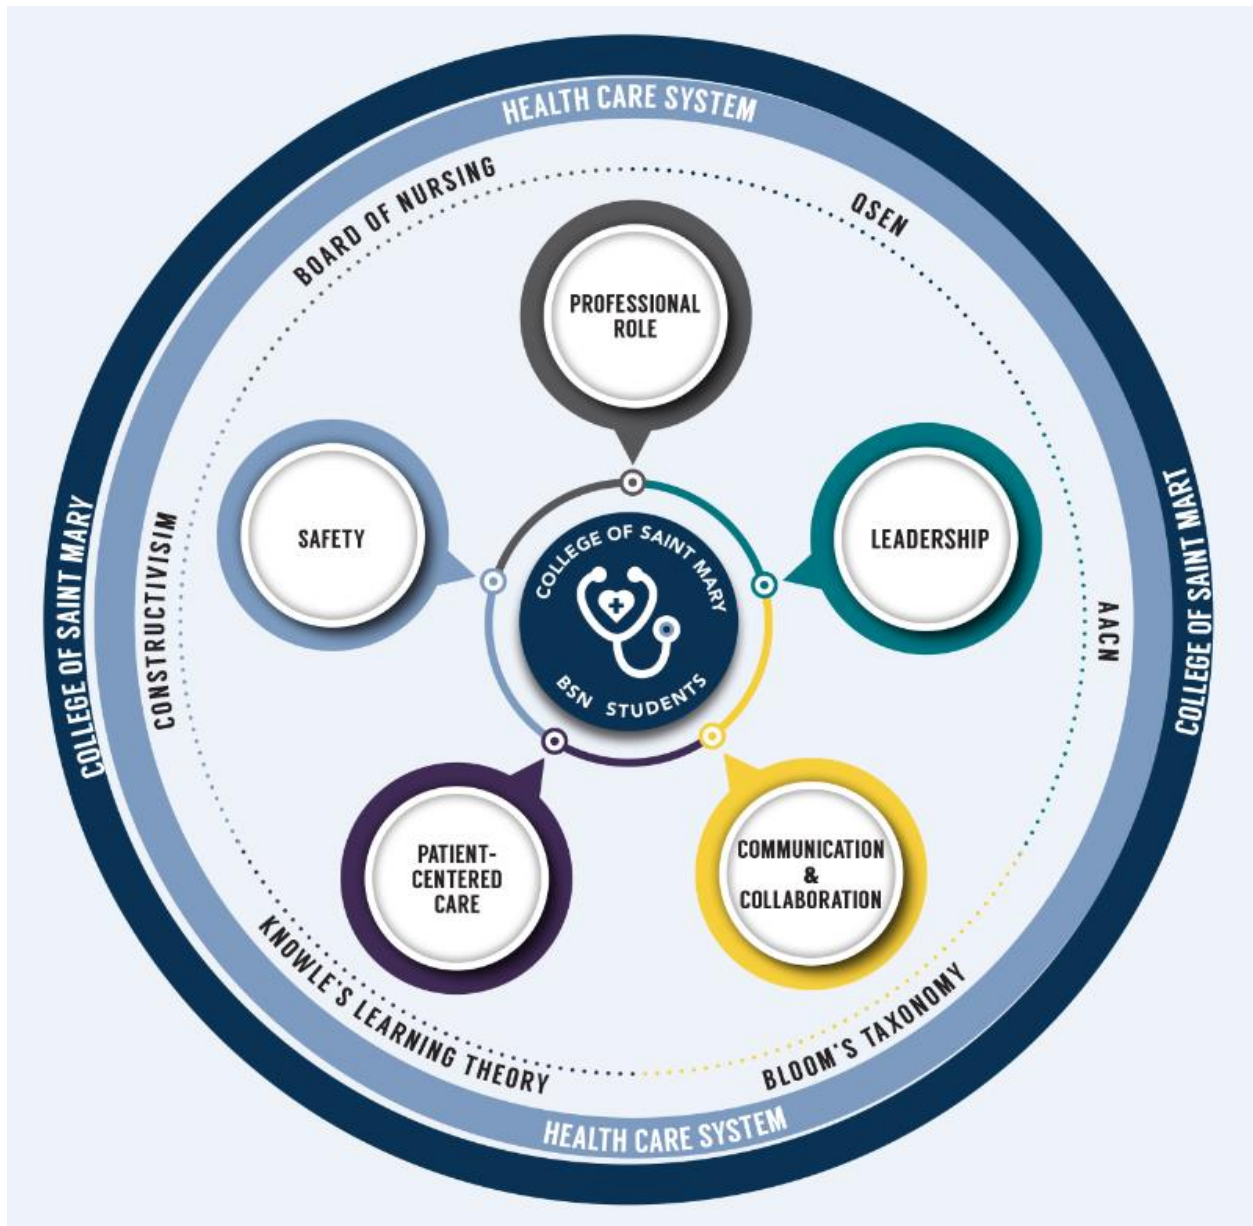 HEALTH CARE SYSTEM
BOARD OF NURSING
QSEN
PROFESSIONAL
ROLE
SAFETY
LEADERSHIP
COLLEGE OF SAINT MARY
CONSTRUCTIVISIM
COLLEGE OF SAINT MARY
BSN STUDENTS
AACN
COLLEGE OF SAINT MART
PATIENT-
CENTERED
CARE
COMMUNICATION
&
COLLABORATION
KNOWLE'S LEARNING THEORY
BLOOM'S TAXONOMY
HEALTH CARE SYSTEM